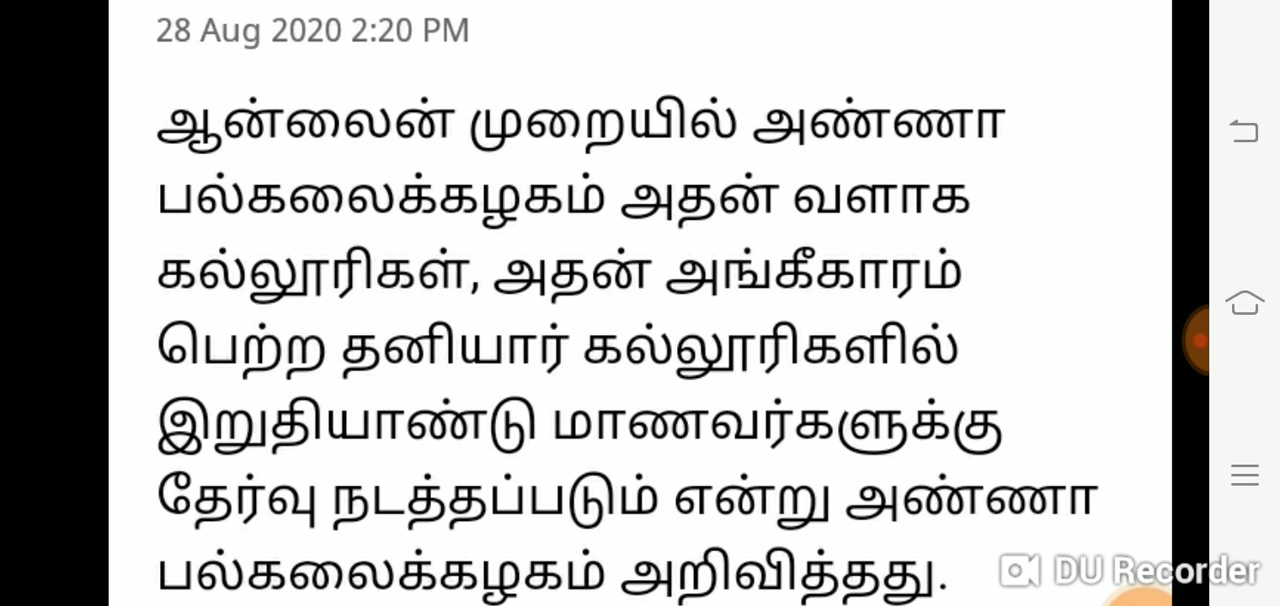 28 Aug 2020 2:20 PM
ஆன்லைன் முறையில் அண்ணா
பல்கலைக்கழகம் அதன் வளாக
கல்லூரிகள், அதன் அங்கீகாரம்
பெற்ற தனியார் கல்லூரிகளில்
இறுதியாண்டு மாணவர்களுக்கு
தேர்வு நடத்தப்படும் என்று அண்ணா
பல்கலைக்கழகம் அறிவித்தது.
DU Recorder